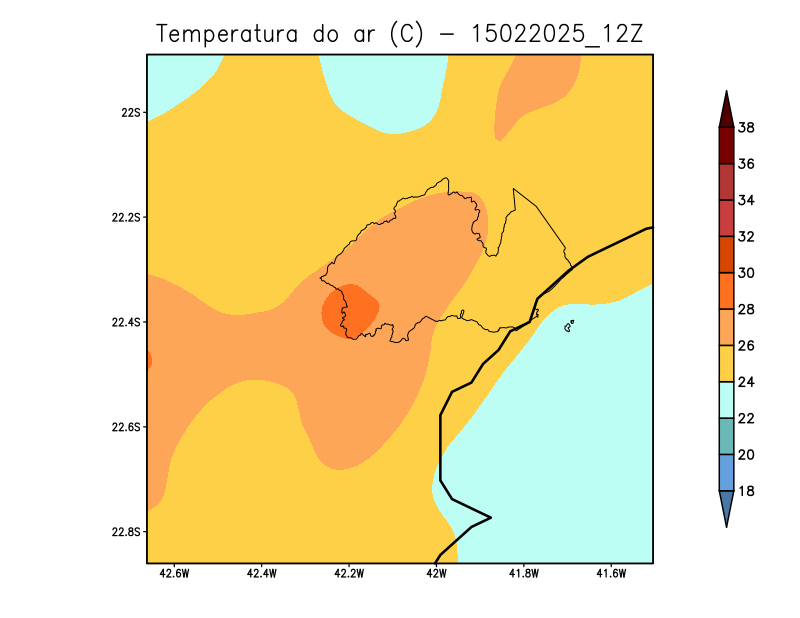 Temperatura do ar (C) - 15022025_12Z
22S
22.2S
22.4S
22.6S
22.8S
42.6W
42.4W
42.2W
42W
41.8W
41.6W
38
36
34
32
30
28
26
24
22
20
18